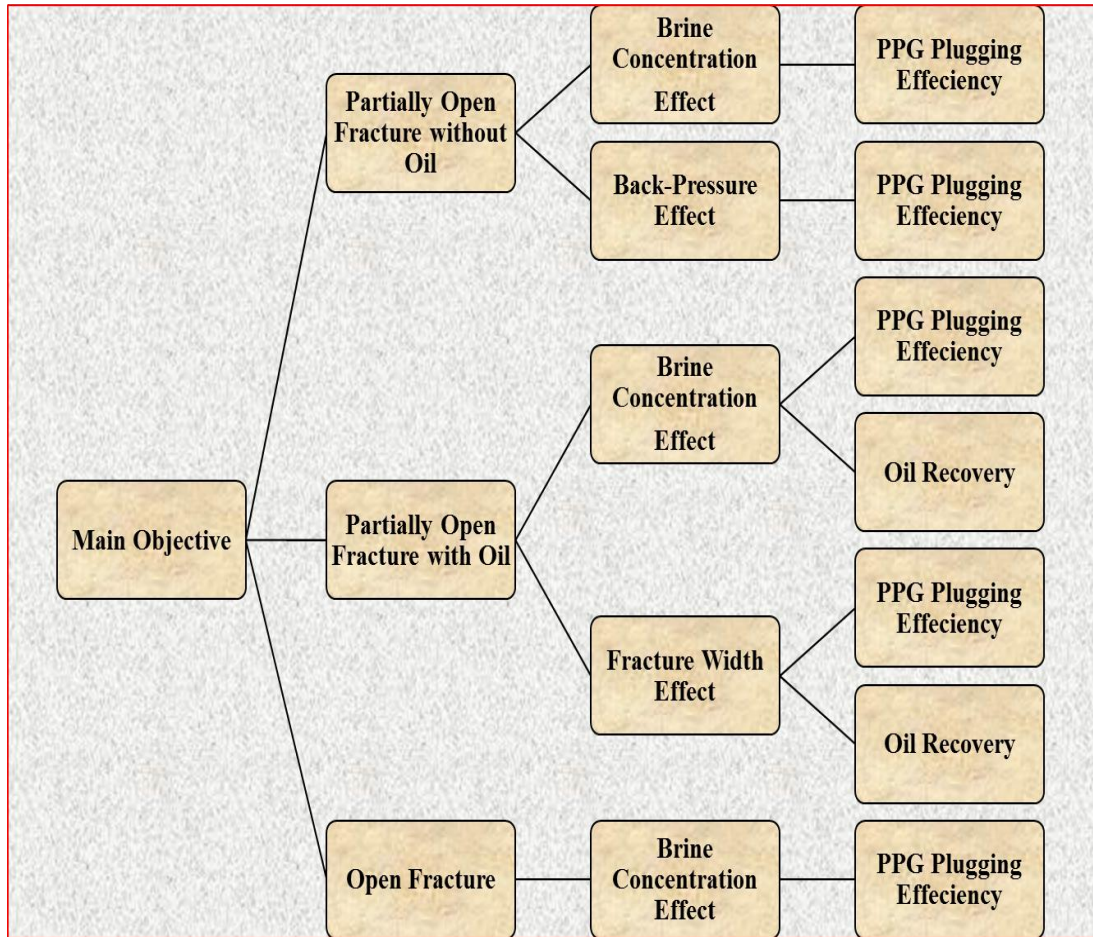 Brine
Concentration
Effect
PPG Plugging
Effeciency
Partially Open
Fracture without
Oil
Back-Pressure
Effect
PPG Plugging
Effeciency
PPG Plugging
Effeciency
Brine
Concentration
Effect
Oil Recovery
Main Objective
Partially Open
Fracture with Oil
PPG Plugging
Effeciency
Fracture Width
Effect
Oil Recovery
Open Fracture
Brine
Concentration
Effect
PPG Plugging
Effeciency